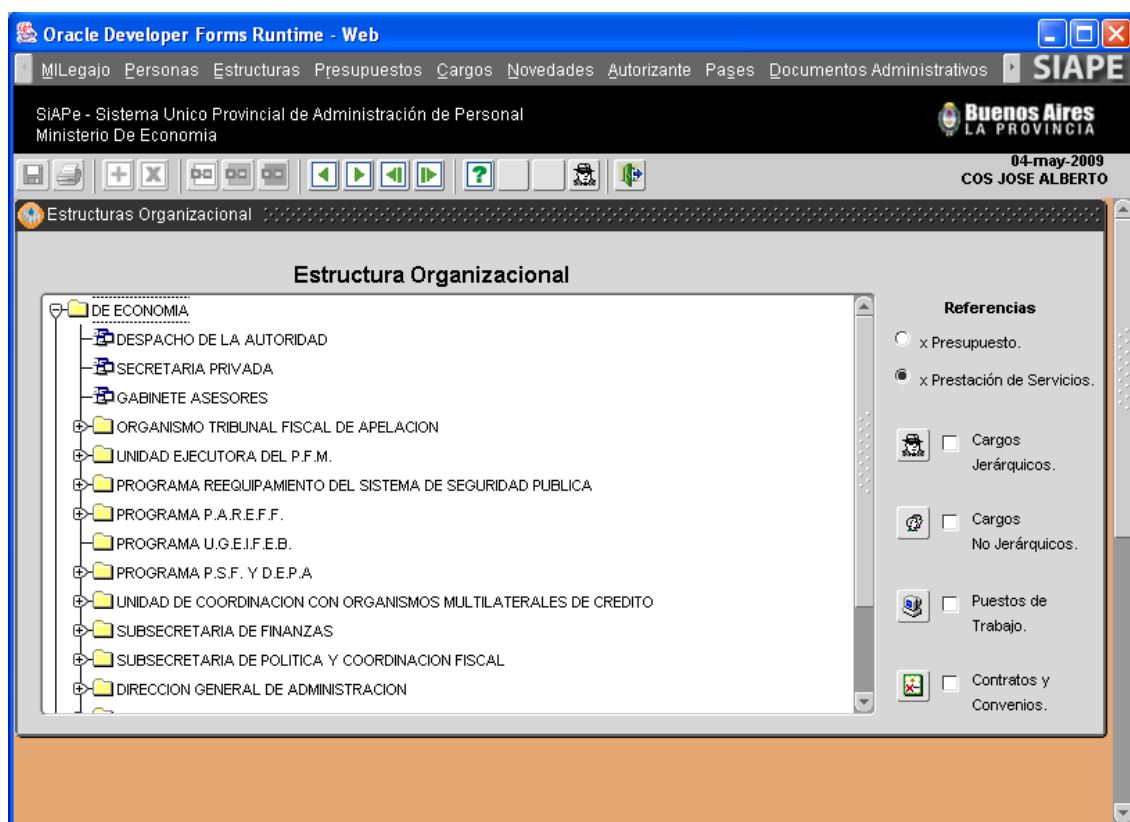 Oracle Developer Forms Runtime - Web
MILegajo Personas Estructuras Presupuestos Cargos Novedades Autorizante Pases Documentos Administrativos SIAPE
SiAPe - Sistema Unico Provincial de Administración de Personal
Ministerio De Economia
Buenos Aires
LA PROVINCIA
04-may-2009
COS JOSE ALBERTO
Estructuras Organizacional
Estructura Organizacional
DE ECONOMIA
DESPACHO DE LA AUTORIDAD
SECRETARIA PRIVADA
GABINETE ASESORES
ORGANISMO TRIBUNAL FISCAL DE APELACION
UNIDAD EJECUTORA DEL P.F.M.
PROGRAMA REEQUIPAMIENTO DEL SISTEMA DE SEGURIDAD PUBLICA
PROGRAMA P.A.R.E.F.F.
PROGRAMA U.G.E.I.F.E.B.
PROGRAMA P.S.F. Y D.E.P.A
UNIDAD DE COORDINACION CON ORGANISMOS MULTILATERALES DE CREDITO
SUBSECRETARIA DE FINANZAS
SUBSECRETARIA DE POLITICA Y COORDINACION FISCAL
DIRECCION GENERAL DE ADMINISTRACION
Referencias
x Presupuesto.
x Prestación de Servicios.
Cargos
Jerárquicos.
Cargos
No Jerárquicos.
Puestos de
Trabajo.
Contratos y
Convenios.